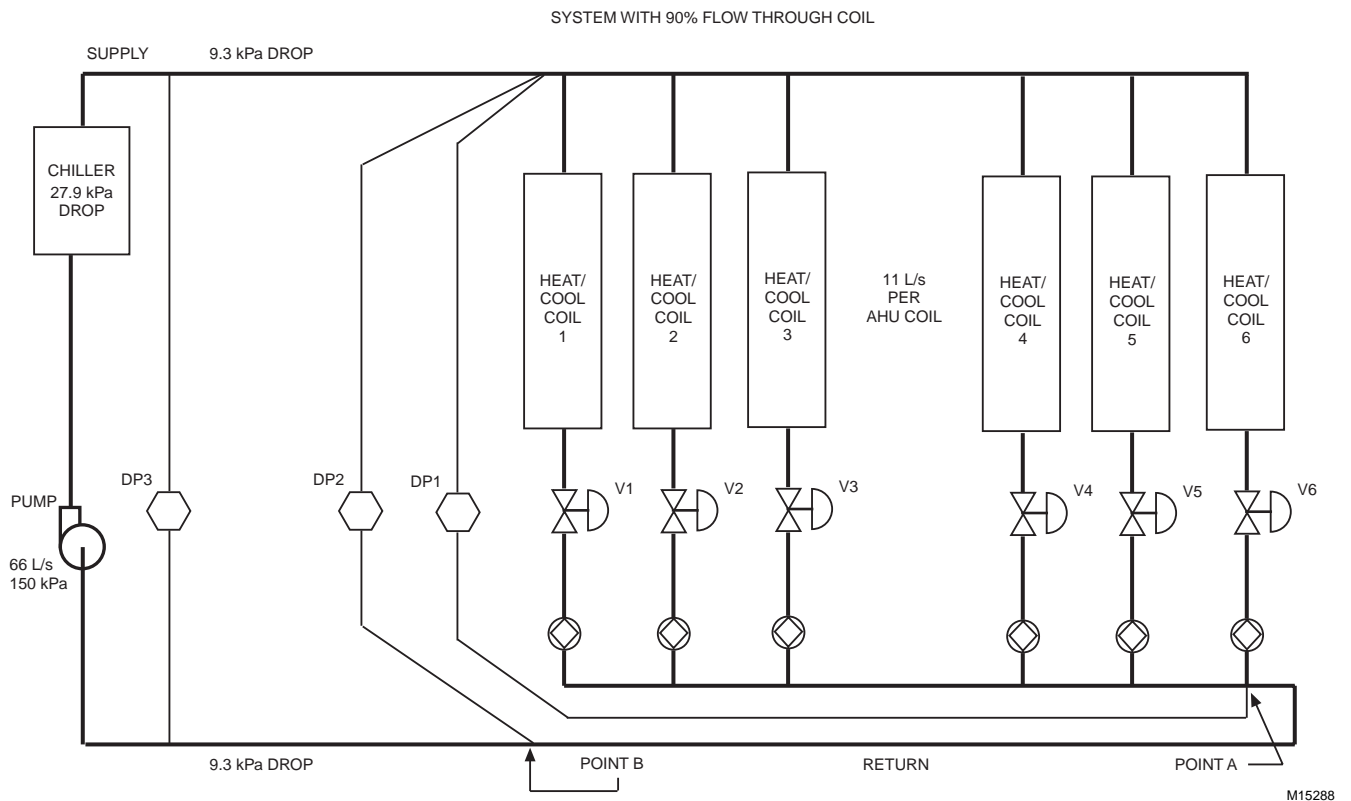 SYSTEM WITH 90% FLOW THROUGH COIL
SUPPLY
9.3 kPa DROP
CHILLER
27.9 kPa
DROP
HEAT/
COOL
COIL
1
HEAT/
COOL
COIL
2
HEAT/
COOL
COIL
3
11 L/s
PER
AHU COIL
HEAT/
COOL
COIL
4
HEAT/
COOL
COIL
5
HEAT/
COOL
COIL
6
DP3
DP2
DP1
V1
V2
V3
V4
V5
V6
PUMP
66 L/s
150 kPa
9.3 kPa DROP
POINT B
RETURN
POINT A
M15288